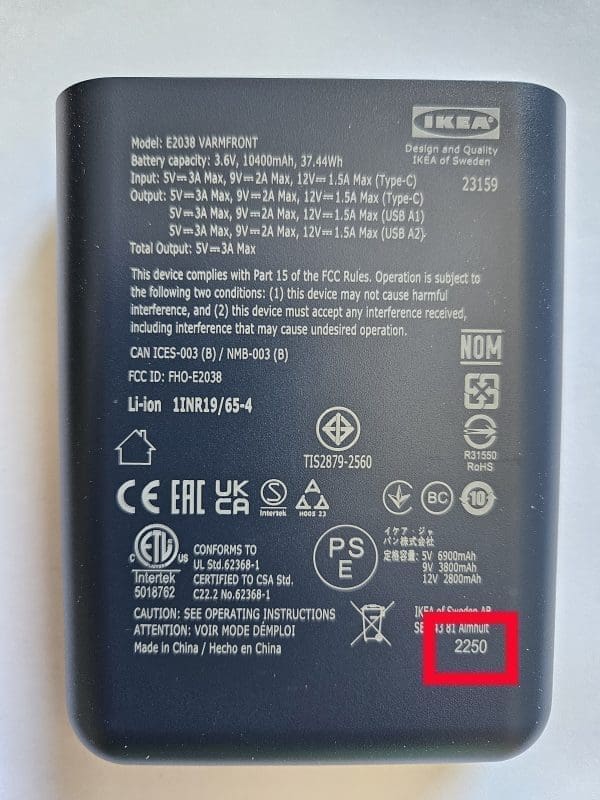 IKEA
Design and Quality
IKEA of Sweden
23159
Model: E2038 VARMFRONT
Battery capacity: 3.6V, 10400mAh, 37.44Wh
Input: 5V⎓3A Max, 9V⎓2A Max, 12V⎓1.5A Max (Type-C)
Output: 5V⎓3A Max, 9V⎓2A Max, 12V⎓1.5A Max (Type-C)
5V⎓3A Max, 9V⎓2A Max, 12V⎓1.5A Max (USB A1)
5V⎓3A Max, 9V⎓2A Max, 12V⎓1.5A Max (USB A2).
Total Output: 5V⎓3A Max
This device complies with Part 15 of the FCC Rules. Operation is subject to
the following two conditions: (1) this device may not cause harmful
interference, and (2) this device must accept any interference received,
including interference that may cause undesired operation.
CAN ICES-003 (B) / NMB-003 (B)
FCC ID: FHO-E2038
Li-ion 1INR19/65-4
NOM
R31550
RoHS
TIS2879-2560
CE EAC UK
CA
S
Intertek
H005 23
BC
10
c ETL us
Intertek
5018762
CONFORMS TO
UL Std.62368-1
CERTIFIED TO CSA Std.
C22.2 No.62368-1
PS
E
イケア・ジャ
パン株式会社
定格容量: 5V 6900mAh
9V 3800mAh
12V 2800mAh
CAUTION: SEE OPERATING INSTRUCTIONS
ATTENTION: VOIR MODE DÉMPLOI
Made in China / Hecho en China
IKEA of Sweden AB
SE 43 81 Älmhult
2250